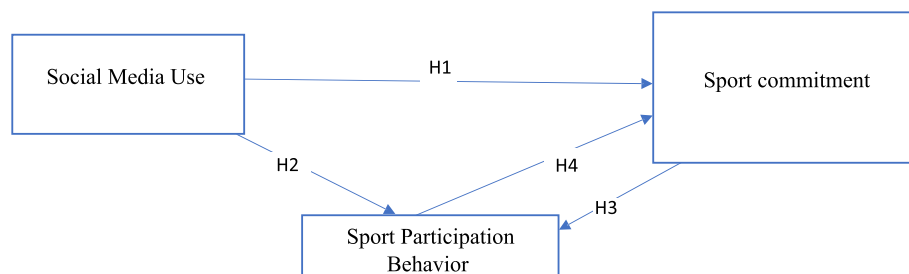 Social Media Use
H1
Sport commitment
H2
H4
H3
Sport Participation
Behavior